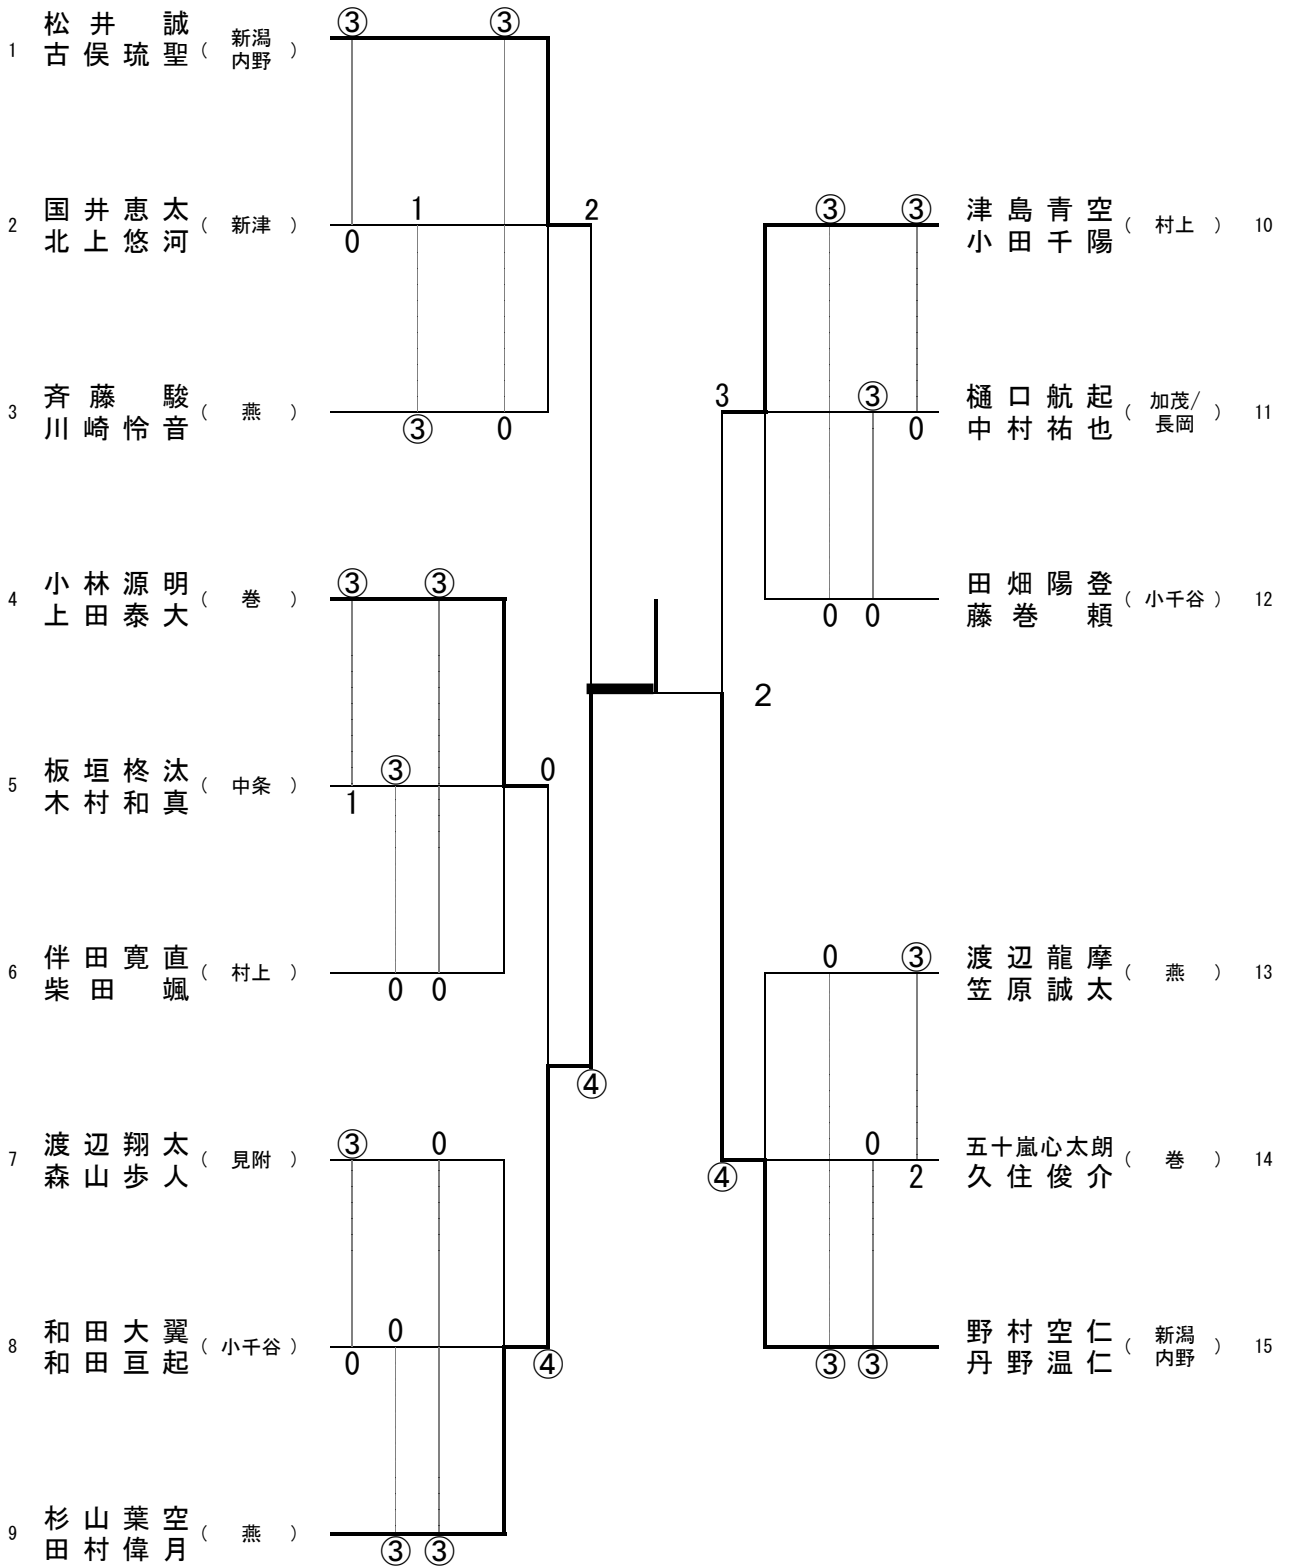 松井 誠
1 古俣琉聖 （ 新潟内野 ）
③ ③
国井恵太
2 北上悠河 （ 新津 ）
1 2
0
斉藤 駿
3 川崎怜音 （ 燕 ）
③ 0
小林源明
4 上田泰大 （ 巻 ）
③ ③
板垣柊汰
5 木村和真 （ 中条 ）
③ 0
1
伴田寛直
6 柴田 颯 （ 村上 ）
0 0
④
渡辺翔太
7 森山歩人 （ 見附 ）
③ 0
和田大翼
8 和田亘起 （ 小千谷 ）
0
0 ④
杉山葉空
9 田村偉月 （ 燕 ）
③ ③
2
③ ③
津島青空
小田千陽 （ 村上 ） 10
3 ③
0
樋口航起
中村祐也 （ 加茂/長岡 ） 11
田畑陽登
藤巻 頼 （ 小千谷 ） 12
0 0
0 ③
渡辺龍摩
笠原誠太 （ 燕 ） 13
0
④ 2
五十嵐心太朗
久住俊介 （ 巻 ） 14
野村空仁
丹野温仁 （ 新潟内野 ） 15
③ ③